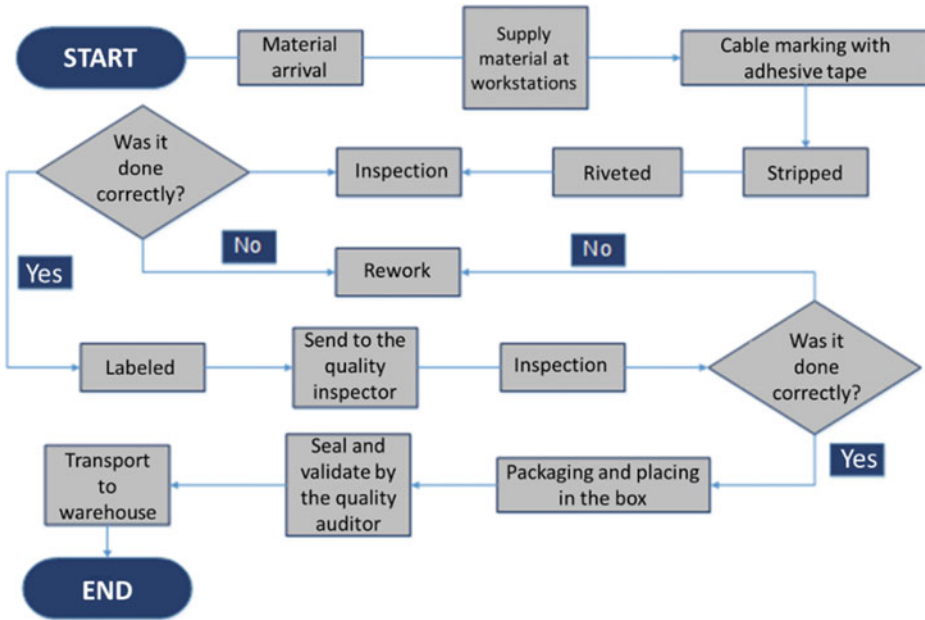 START
Material
arrival
Supply
material at
workstations
Cable marking with
adhesive tape
Was it
done
correctly?
Inspection
Riveted
Stripped
No
No
Yes
Rework
Labeled
Send to the
quality
inspector
Inspection
Was it
done
correctly?
Yes
Transport
to
warehouse
Seal and
validate by
the quality
auditor
Packaging and placing
in the box
END